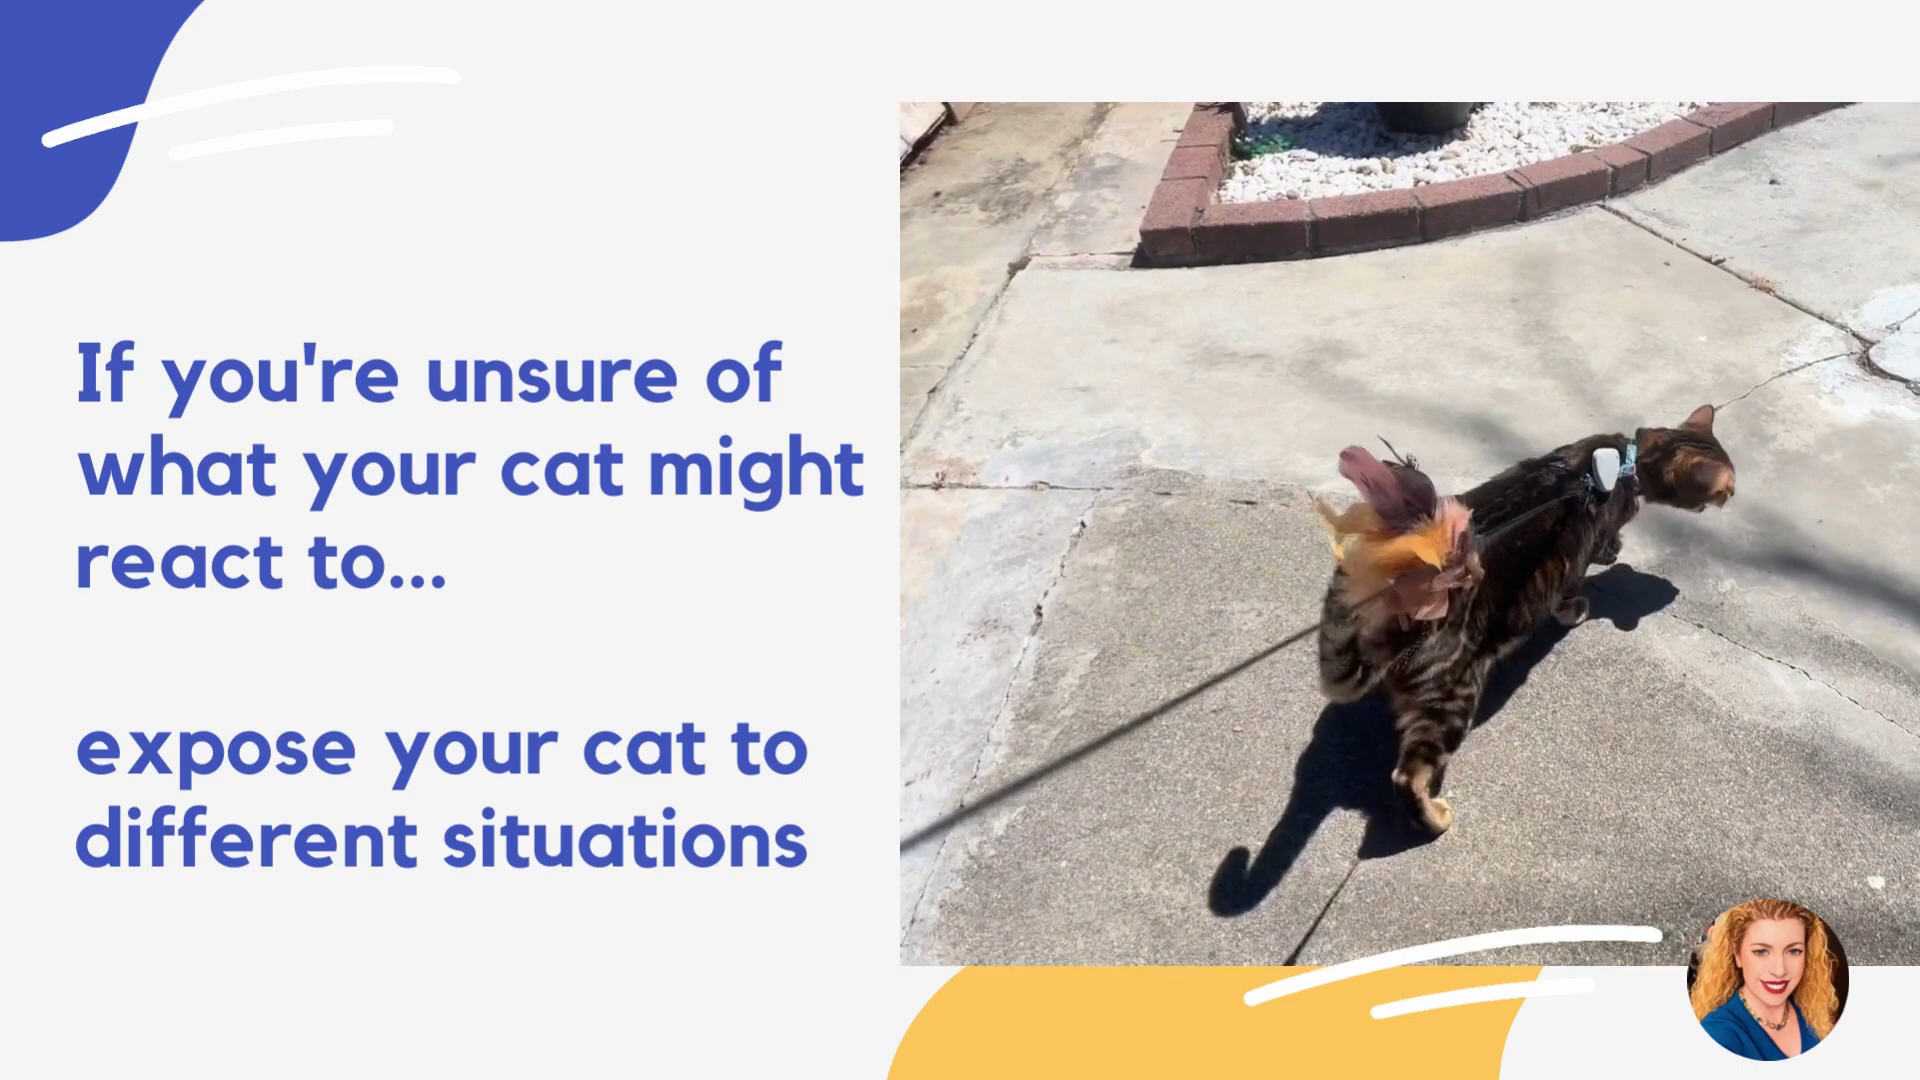 If you're unsure of
what your cat might
react to...
expose your cat to
different situations